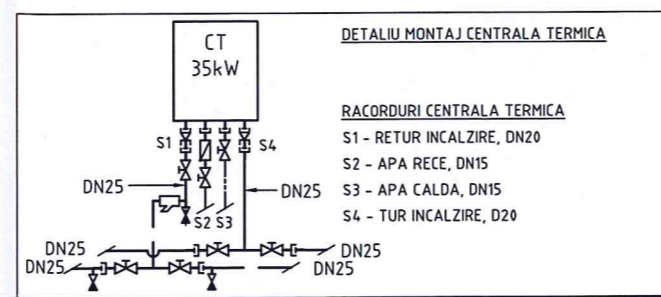 DETALIU MONTAJ CENTRALA TERMICA
CT
35kW
RACORDURI CENTRALA TERMICA
S1 - RETUR INCALZIRE, DN20
S2 - APA RECE, DN15
S3 - APA CALDA, DN15
S4 - TUR INCALZIRE, D20
S1
S4
DN25
DN25
S2
S3
DN25
DN25
DN25
DN25